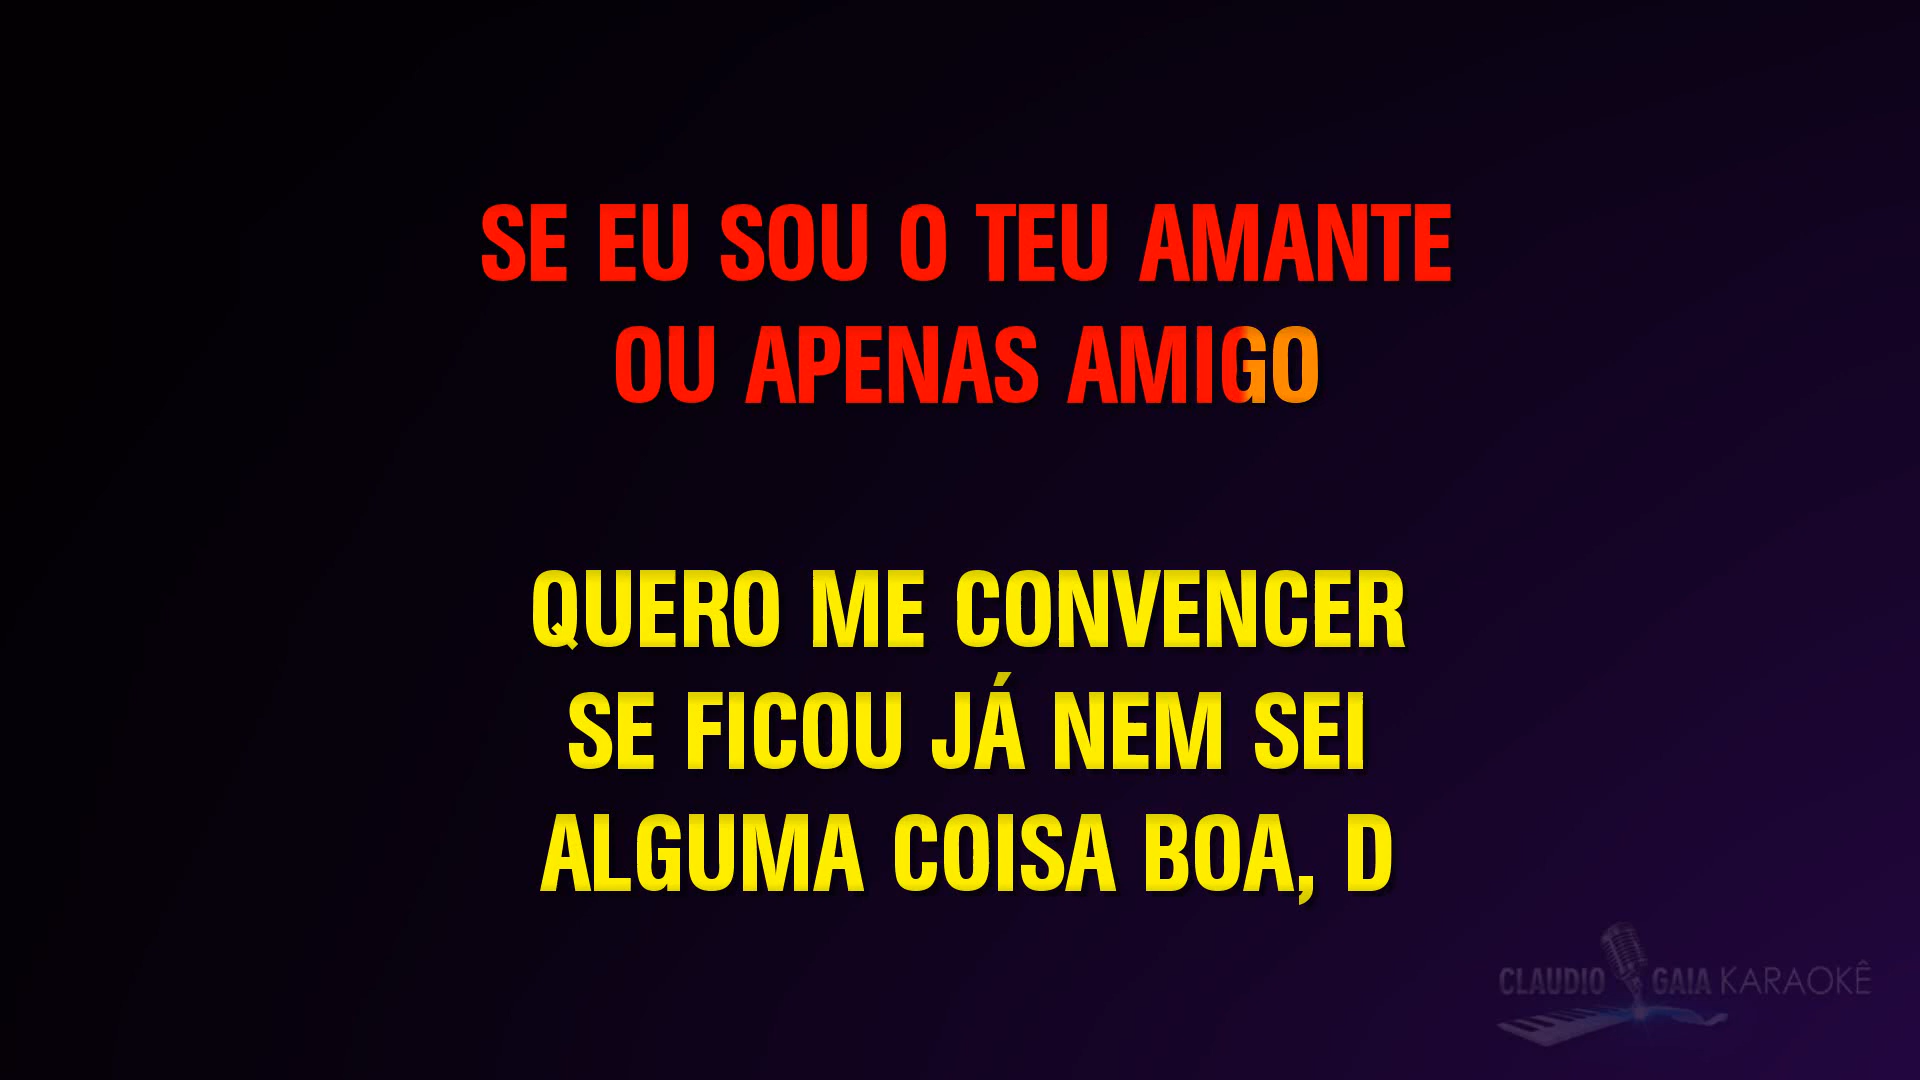 SE EU SOU O TEU AMANTE
OU APENAS AMIGO
QUERO ME CONVENCER
SE FICOU JÁ NEM SEI
ALGUMA COISA BOA, D
CLAUDIO GAIA KARAOKÊ